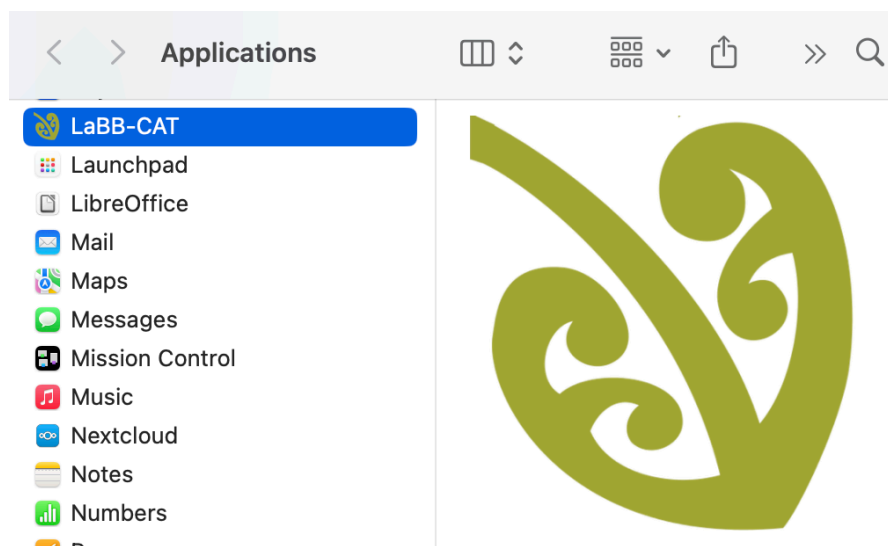 Applications
LaBB-CAT
Launchpad
LibreOffice
Mail
Maps
Messages
Mission Control
Music
Nextcloud
Notes
Numbers